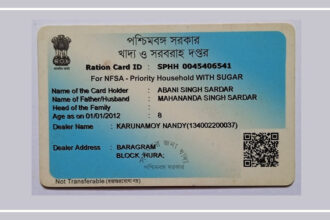 পশ্চিমবঙ্গ সরকার
খাদ্য ও সরবরাহ দপ্তর
Ration Card ID : SPHH 0045406541
For NFSA - Priority Household WITH SUGAR
Name of the Card Holder : ABANI SINGH SARDAR
Name of Father/Husband : MAHANANDA SINGH SARDAR
Head of the Family
Age as on 01/01/2012 : 8
Dealer Name : KARUNAMOY NANDY(134002200037)
Dealer Address : BARAGRAM
BLOCK :HURA;
Not Transferable